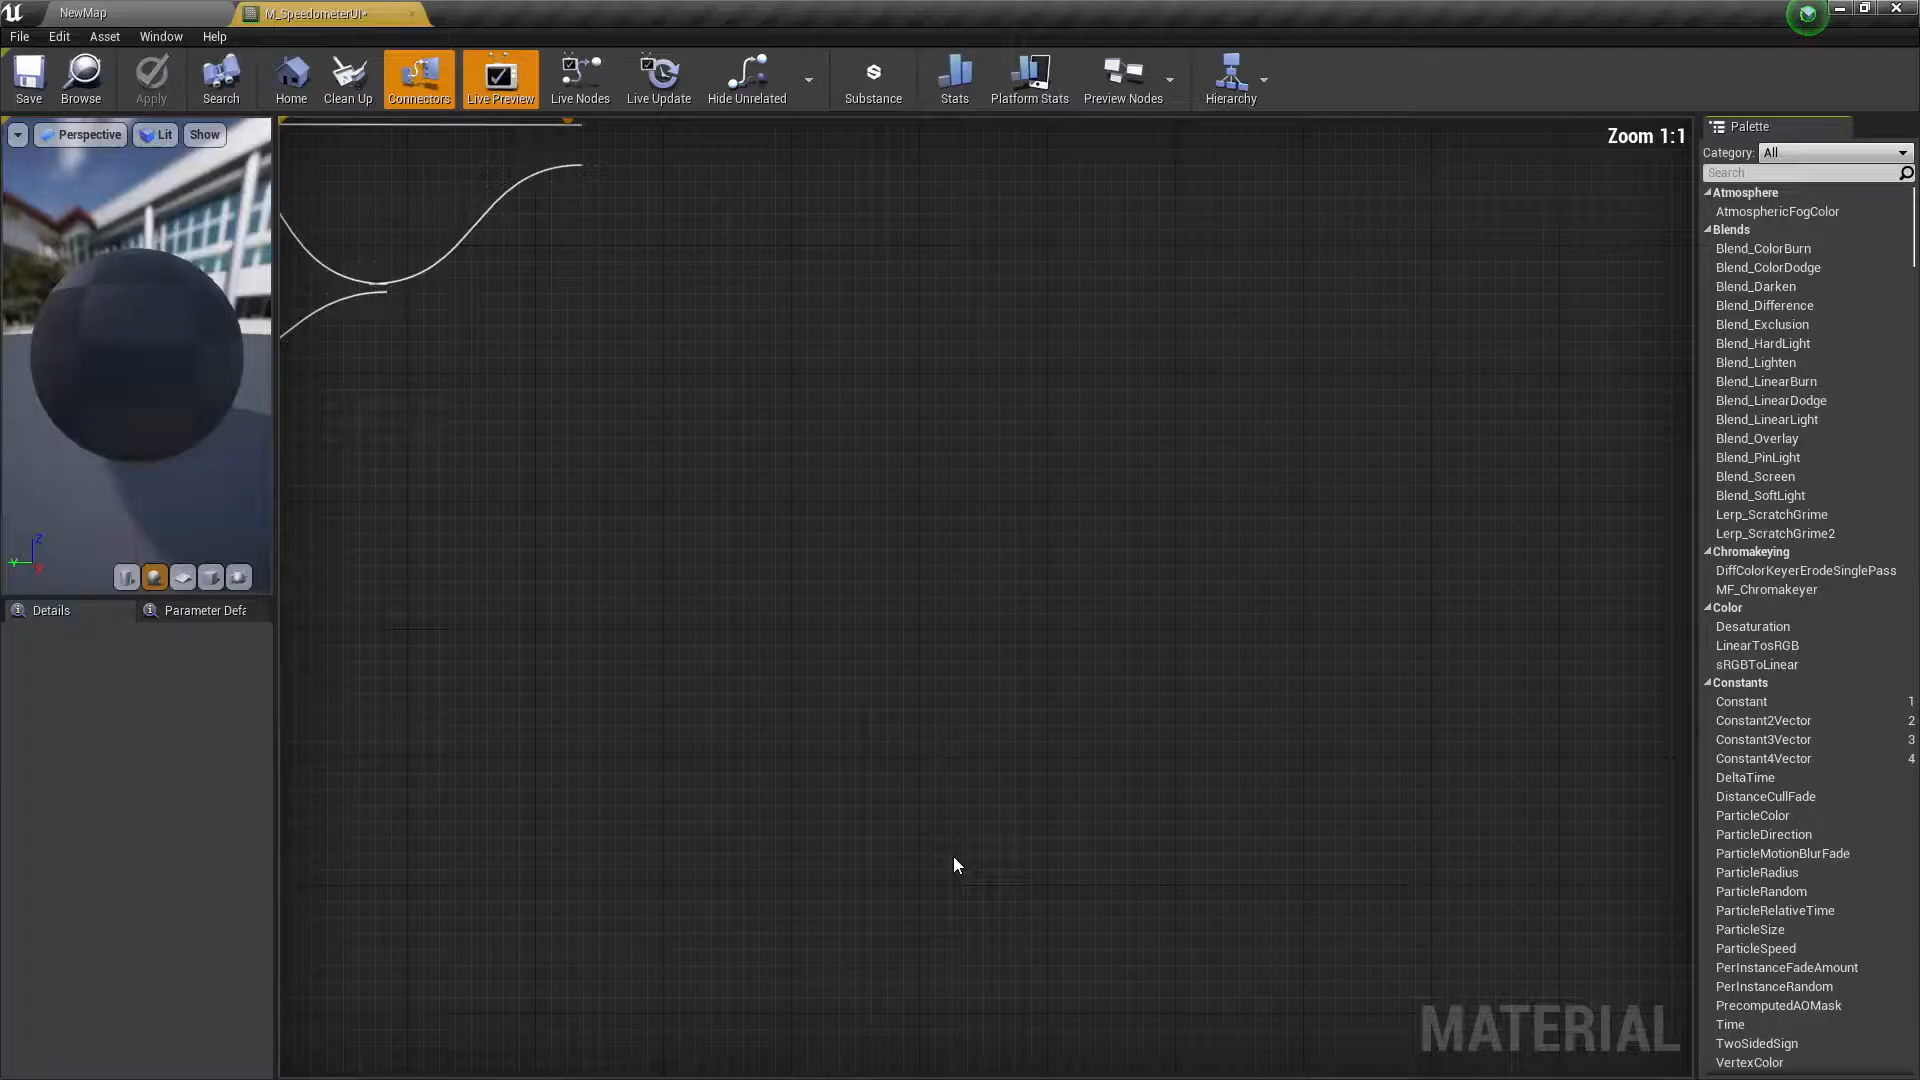 NewMap
M_SpeedometerUI*
File Edit Asset Window Help
Save Browse Apply Search Home Clean Up Connectors Live Preview Live Nodes Live Update Hide Unrelated Substance Stats Platform Stats Preview Nodes Hierarchy
Perspective Lit Show
Zoom 1:1
Palette
Category: All
Search
Atmosphere
AtmosphericFogColor
Blends
Blend_ColorBurn
Blend_ColorDodge
Blend_Darken
Blend_Difference
Blend_Exclusion
Blend_HardLight
Blend_Lighten
Blend_LinearBurn
Blend_LinearDodge
Blend_LinearLight
Blend_Overlay
Blend_PinLight
Blend_Screen
Blend_SoftLight
Lerp_ScratchGrime
Lerp_ScratchGrime2
Chromakeying
DiffColorKeyerErodeSinglePass
MF_Chromakeyer
Color
Desaturation
LinearTosRGB
sRGBToLinear
Constants
Constant 1
Constant2Vector 2
Constant3Vector 3
Constant4Vector 4
DeltaTime
DistanceCullFade
ParticleColor
ParticleDirection
ParticleMotionBlurFade
ParticleRadius
ParticleRandom
ParticleRelativeTime
ParticleSize
ParticleSpeed
PerInstanceFadeAmount
PerInstanceRandom
PrecomputedAOMask
Time
TwoSidedSign
VertexColor
Z
Y
X
Details
Parameter Defa
MATERIAL